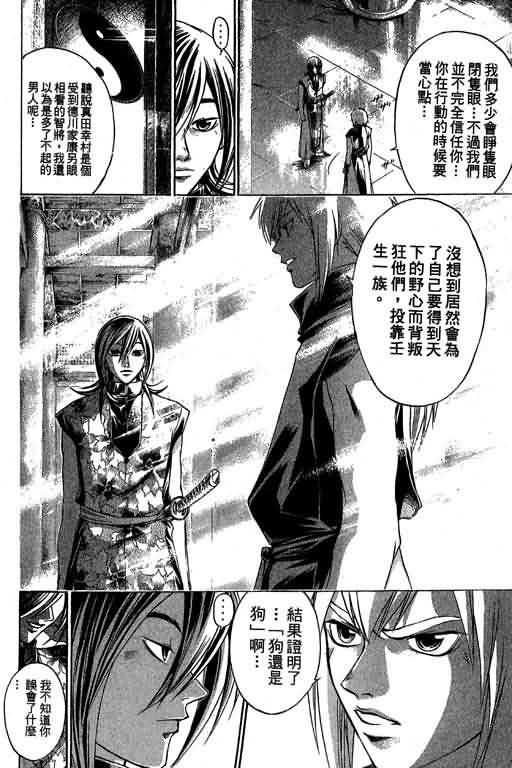 我們多少會睜隻眼
閉隻眼…不過我們
並不完全信任你…
你在行動的時候要
當心點…
……
聽說真田幸村是個
受到德川家康另眼
相看的智將，我還
以為是多了不起的
男人呢…
沒想到居然會為
了自己要得到天
下的野心而背叛
狂他們，投靠壬
生一族。
結果證明了
…「狗還是
狗」啊…
……
我不知道你
誤會了什麼
…